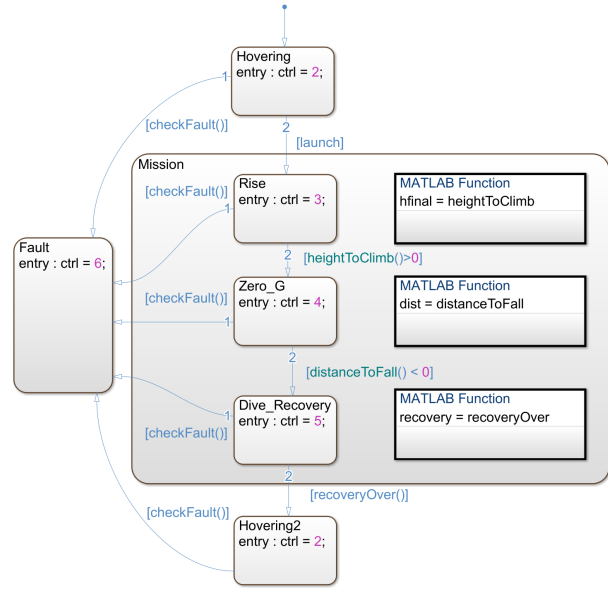 Hovering
entry : ctrl = 2;
1
[checkFault()]
2
[launch]
Mission
[checkFault()]
Rise
entry : ctrl = 3;
1
MATLAB Function
hfinal = heightToClimb
2
[heightToClimb()>0]
Fault
entry : ctrl = 6;
[checkFault()]
Zero_G
entry : ctrl = 4;
1
MATLAB Function
dist = distanceToFall
2
[distanceToFall() < 0]
Dive_Recovery
entry : ctrl = 5;
1
[checkFault()]
MATLAB Function
recovery = recoveryOver
2
[recoveryOver()]
[checkFault()]
Hovering2
entry : ctrl = 2;